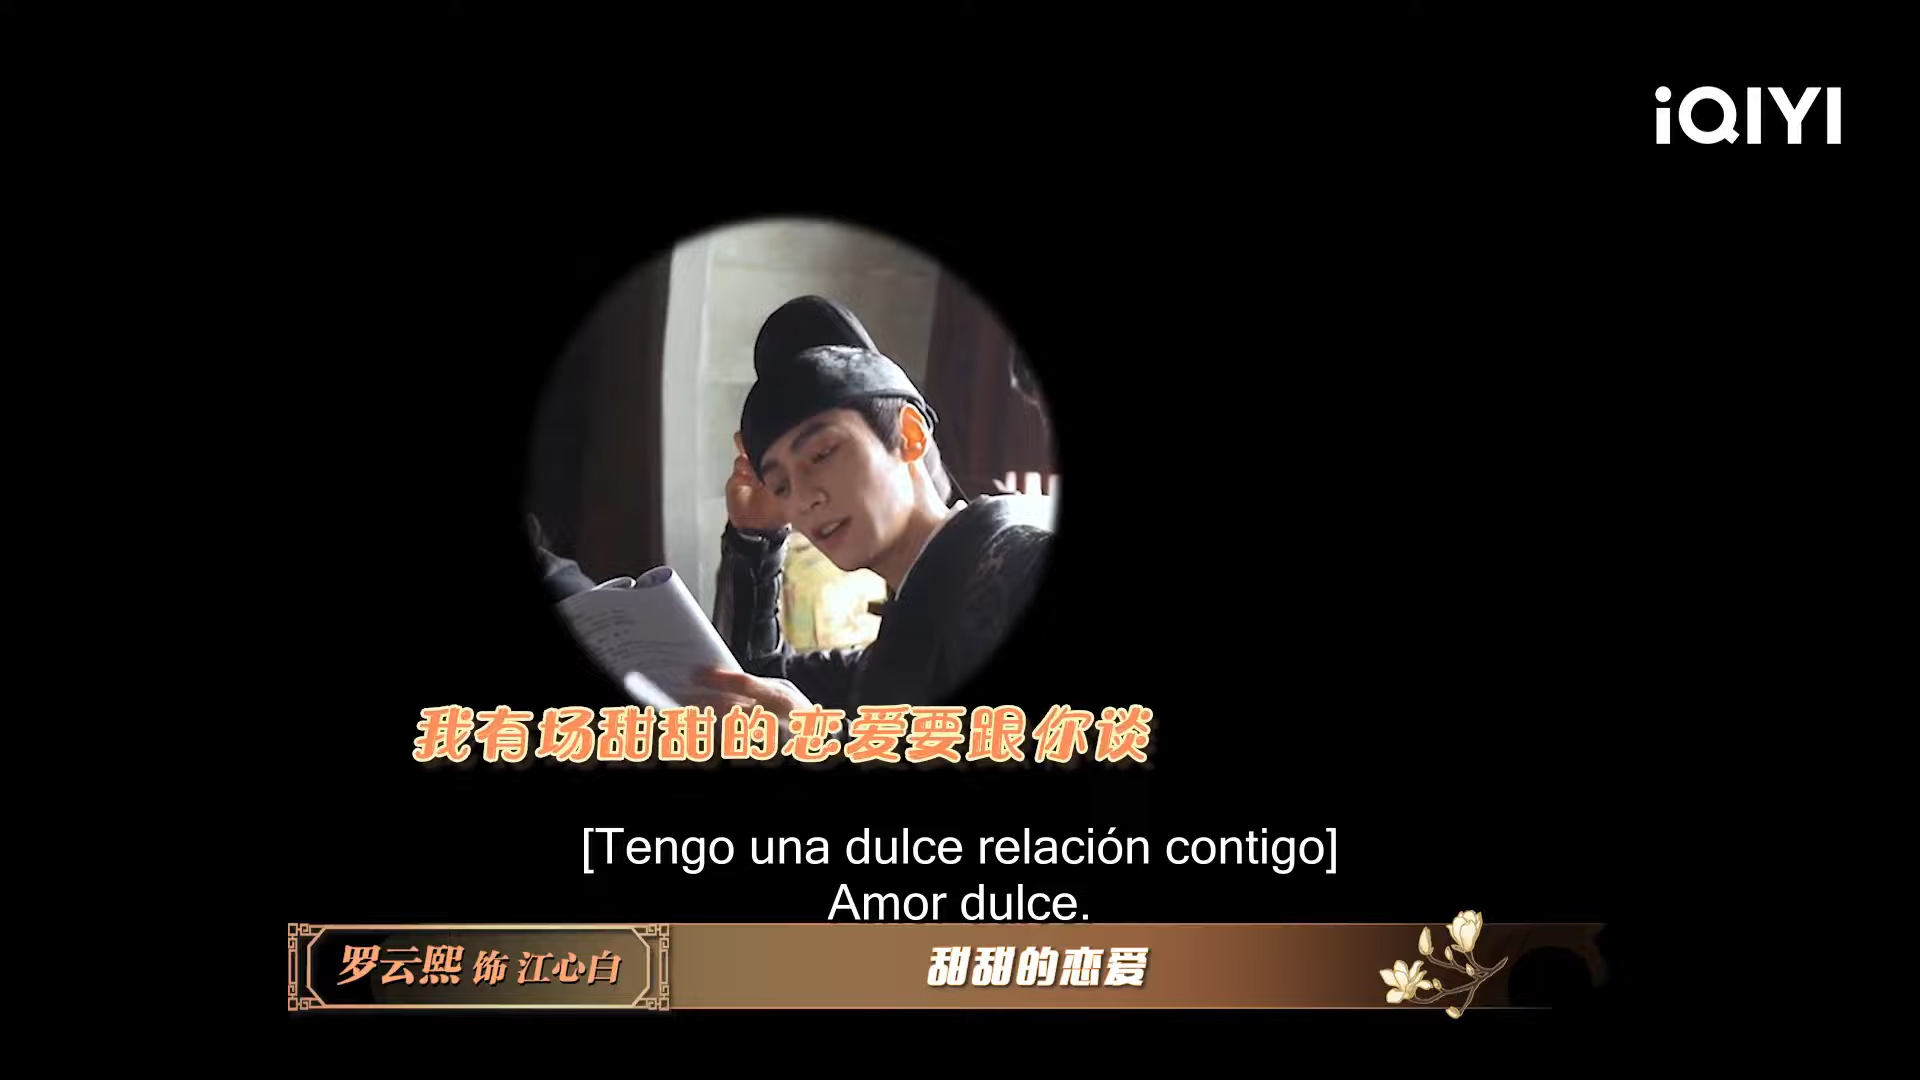 iQIYI
我有场甜甜的恋爱要跟你谈
[Tengo una dulce relación contigo]
Amor dulce.
罗云熙 饰 江心白
甜甜的恋爱